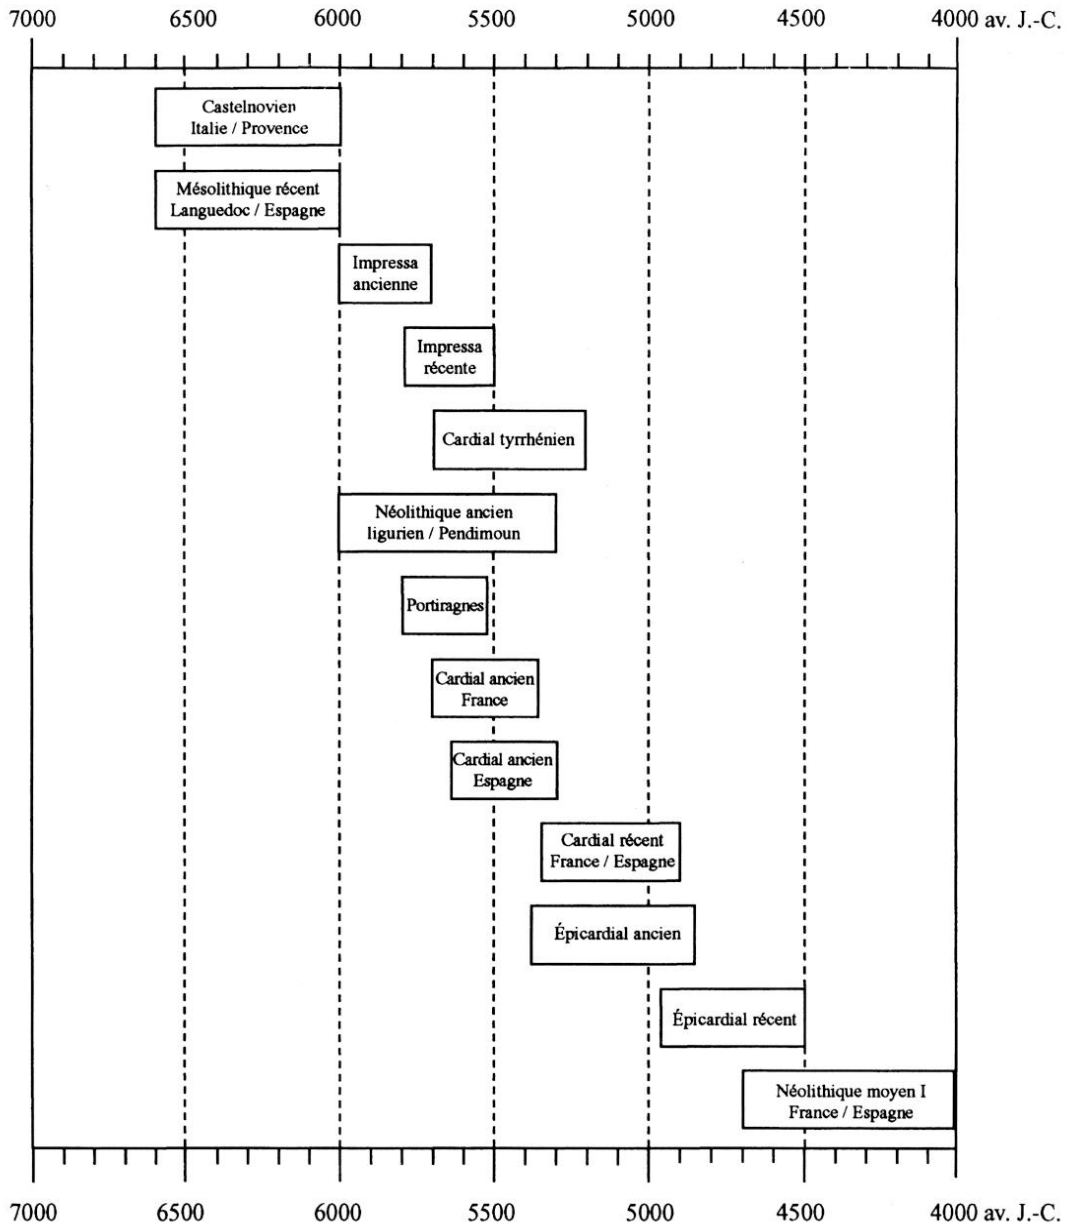 7000 6500 6000 5500 5000 4500 4000 av. J.-C.
Castelnovien
Italie / Provence
Mésolithique récent
Languedoc / Espagne
Impressa
ancienne
Impressa
récente
Cardial tyrrhénien
Néolithique ancien
ligurien / Pendimoun
Portiragnes
Cardial ancien
France
Cardial ancien
Espagne
Cardial récent
France / Espagne
Épicardial ancien
Épicardial récent
Néolithique moyen I
France / Espagne
7000 6500 6000 5500 5000 4500 4000 av. J.-C.